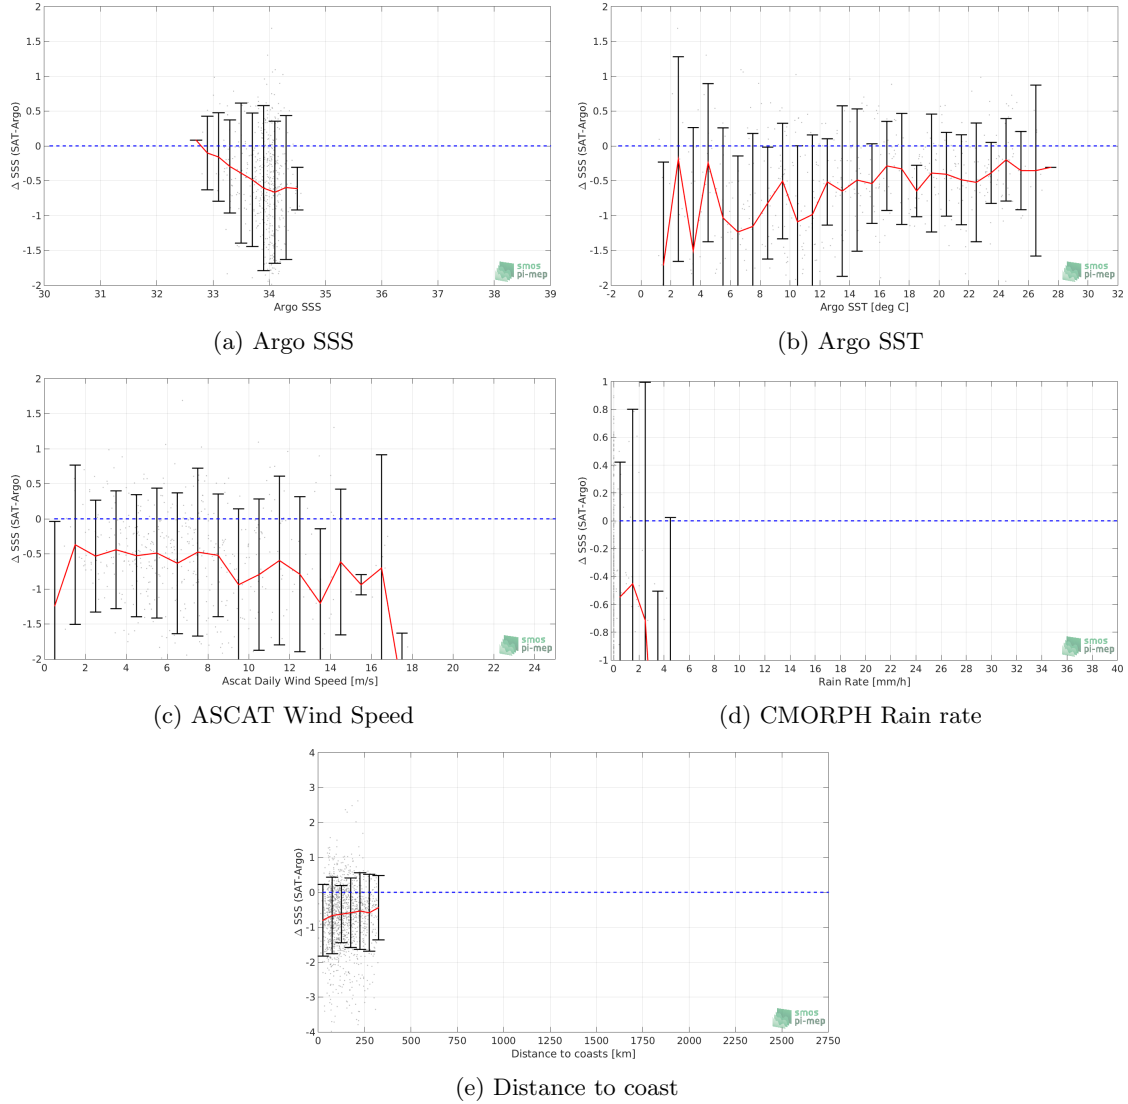 2
1.5
1
0.5
0
-0.5
-1
-1.5
-2
Δ SSS (SAT-Argo)
30 31 32 33 34 35 36 37 38 39
Argo SSS
smos
pi-mep
(a) Argo SSS
2
1.5
1
0.5
0
-0.5
-1
-1.5
-2
Δ SSS (SAT-Argo)
-2 0 2 4 6 8 10 12 14 16 18 20 22 24 26 28 30 32
Argo SST [deg C]
smos
pi-mep
(b) Argo SST
2
1.5
1
0.5
0
-0.5
-1
-1.5
-2
Δ SSS (SAT-Argo)
0 2 4 6 8 10 12 14 16 18 20 22 24
Ascat Daily Wind Speed [m/s]
smos
pi-mep
(c) ASCAT Wind Speed
1
0.8
0.6
0.4
0.2
0
-0.2
-0.4
-0.6
-0.8
-1
Δ SSS (SAT-Argo)
0 2 4 6 8 10 12 14 16 18 20 22 24 26 28 30 32 34 36 38 40
Rain Rate [mm/h]
smos
pi-mep
(d) CMORPH Rain rate
4
3
2
1
0
-1
-2
-3
-4
Δ SSS (SAT-Argo)
0 250 500 750 1000 1250 1500 1750 2000 2250 2500 2750
Distance to coasts [km]
smos
pi-mep
(e) Distance to coast